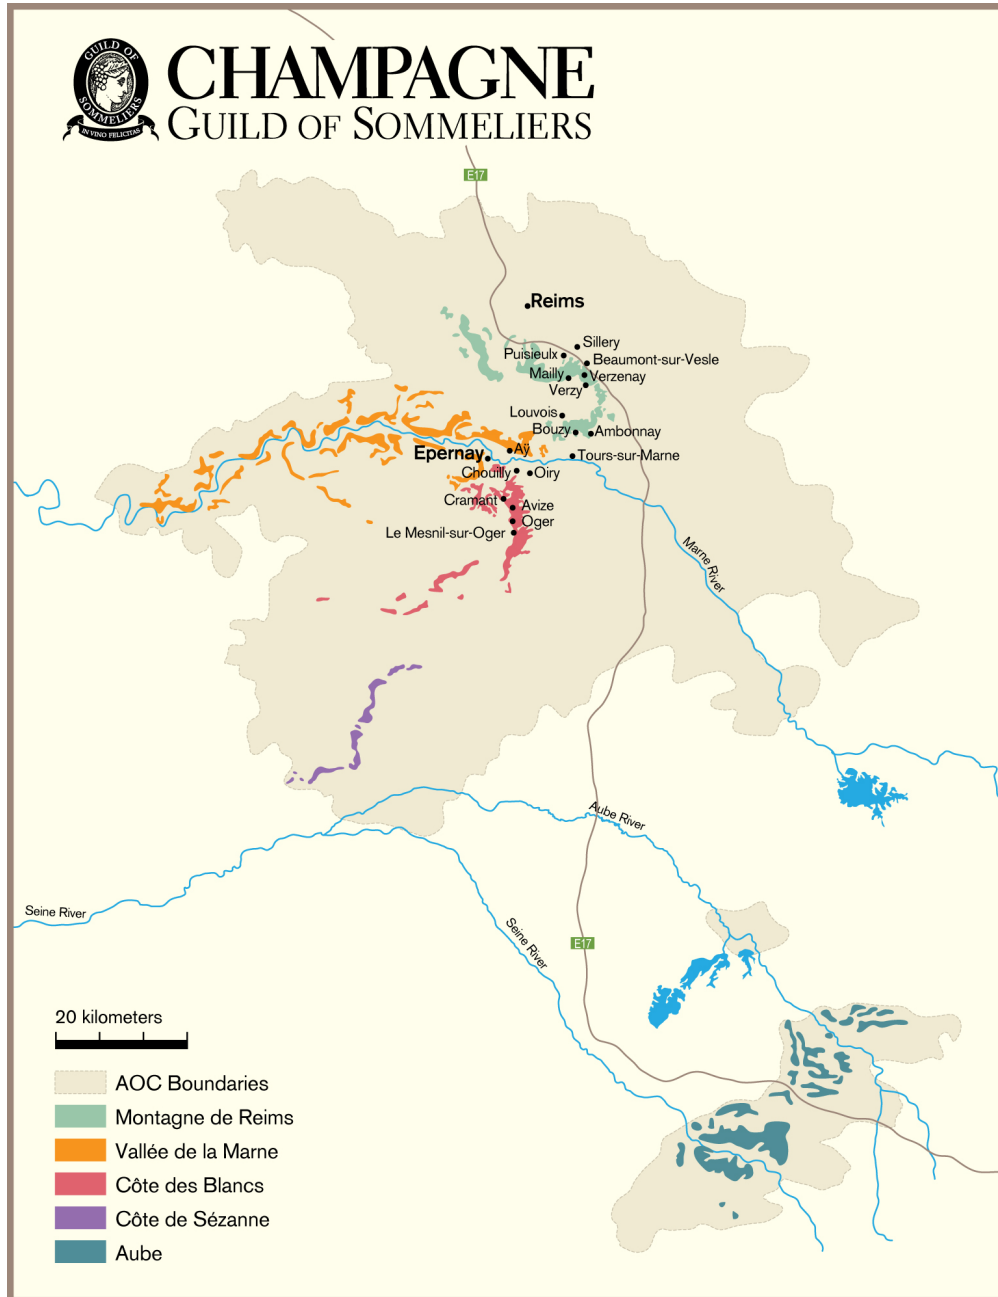 GUILD OF
SOMMELIERS
IN VINO FELICITAS
CHAMPAGNE
GUILD OF SOMMELIERS
E17
Reims
Sillery
Puisieulx
Beaumont-sur-Vesle
Mailly
Verzenay
Verzy
Louvois
Bouzy
Ambonnay
Aÿ
Epernay
Tours-sur-Marne
Chouilly
Oiry
Cramant
Avize
Oger
Le Mesnil-sur-Oger
Marne River
Aube River
Seine River
Seine River
E17
20 kilometers
AOC Boundaries
Montagne de Reims
Vallée de la Marne
Côte des Blancs
Côte de Sézanne
Aube